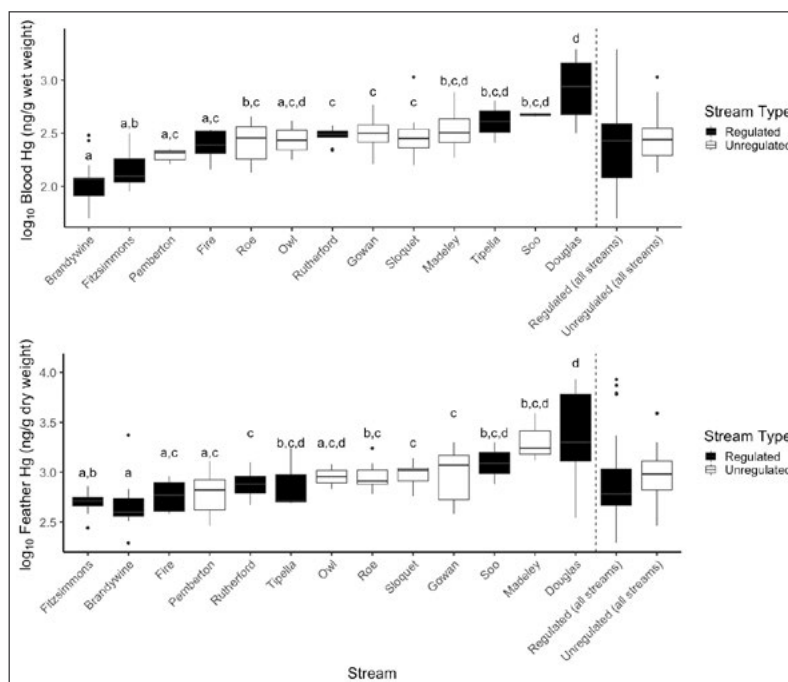 log10 Blood Hg (ng/g wet weight)
3.0
2.5
2.0
a
a,b
a,c
a,c
b,c
a,c,d
c
c
c
b,c,d
b,c,d
b,c,d
d
Brandywine
Fitzsimmons
Pemberton
Fire
Roe
Owl
Rutherford
Gowan
Sloquet
Madeley
Tipella
Soo
Douglas
Regulated (all streams)
Unregulated (all streams)
Stream Type
Regulated
Unregulated
log10 Feather Hg (ng/g dry weight)
4.0
3.5
3.0
2.5
a,b
a
a,c
a,c
c
b,c,d
a,c,d
b,c
c
c
b,c,d
b,c,d
d
Fitzsimmons
Brandywine
Fire
Pemberton
Rutherford
Tipella
Owl
Roe
Sloquet
Gowan
Soo
Madeley
Douglas
Regulated (all streams)
Unregulated (all streams)
Stream Type
Regulated
Unregulated
Stream